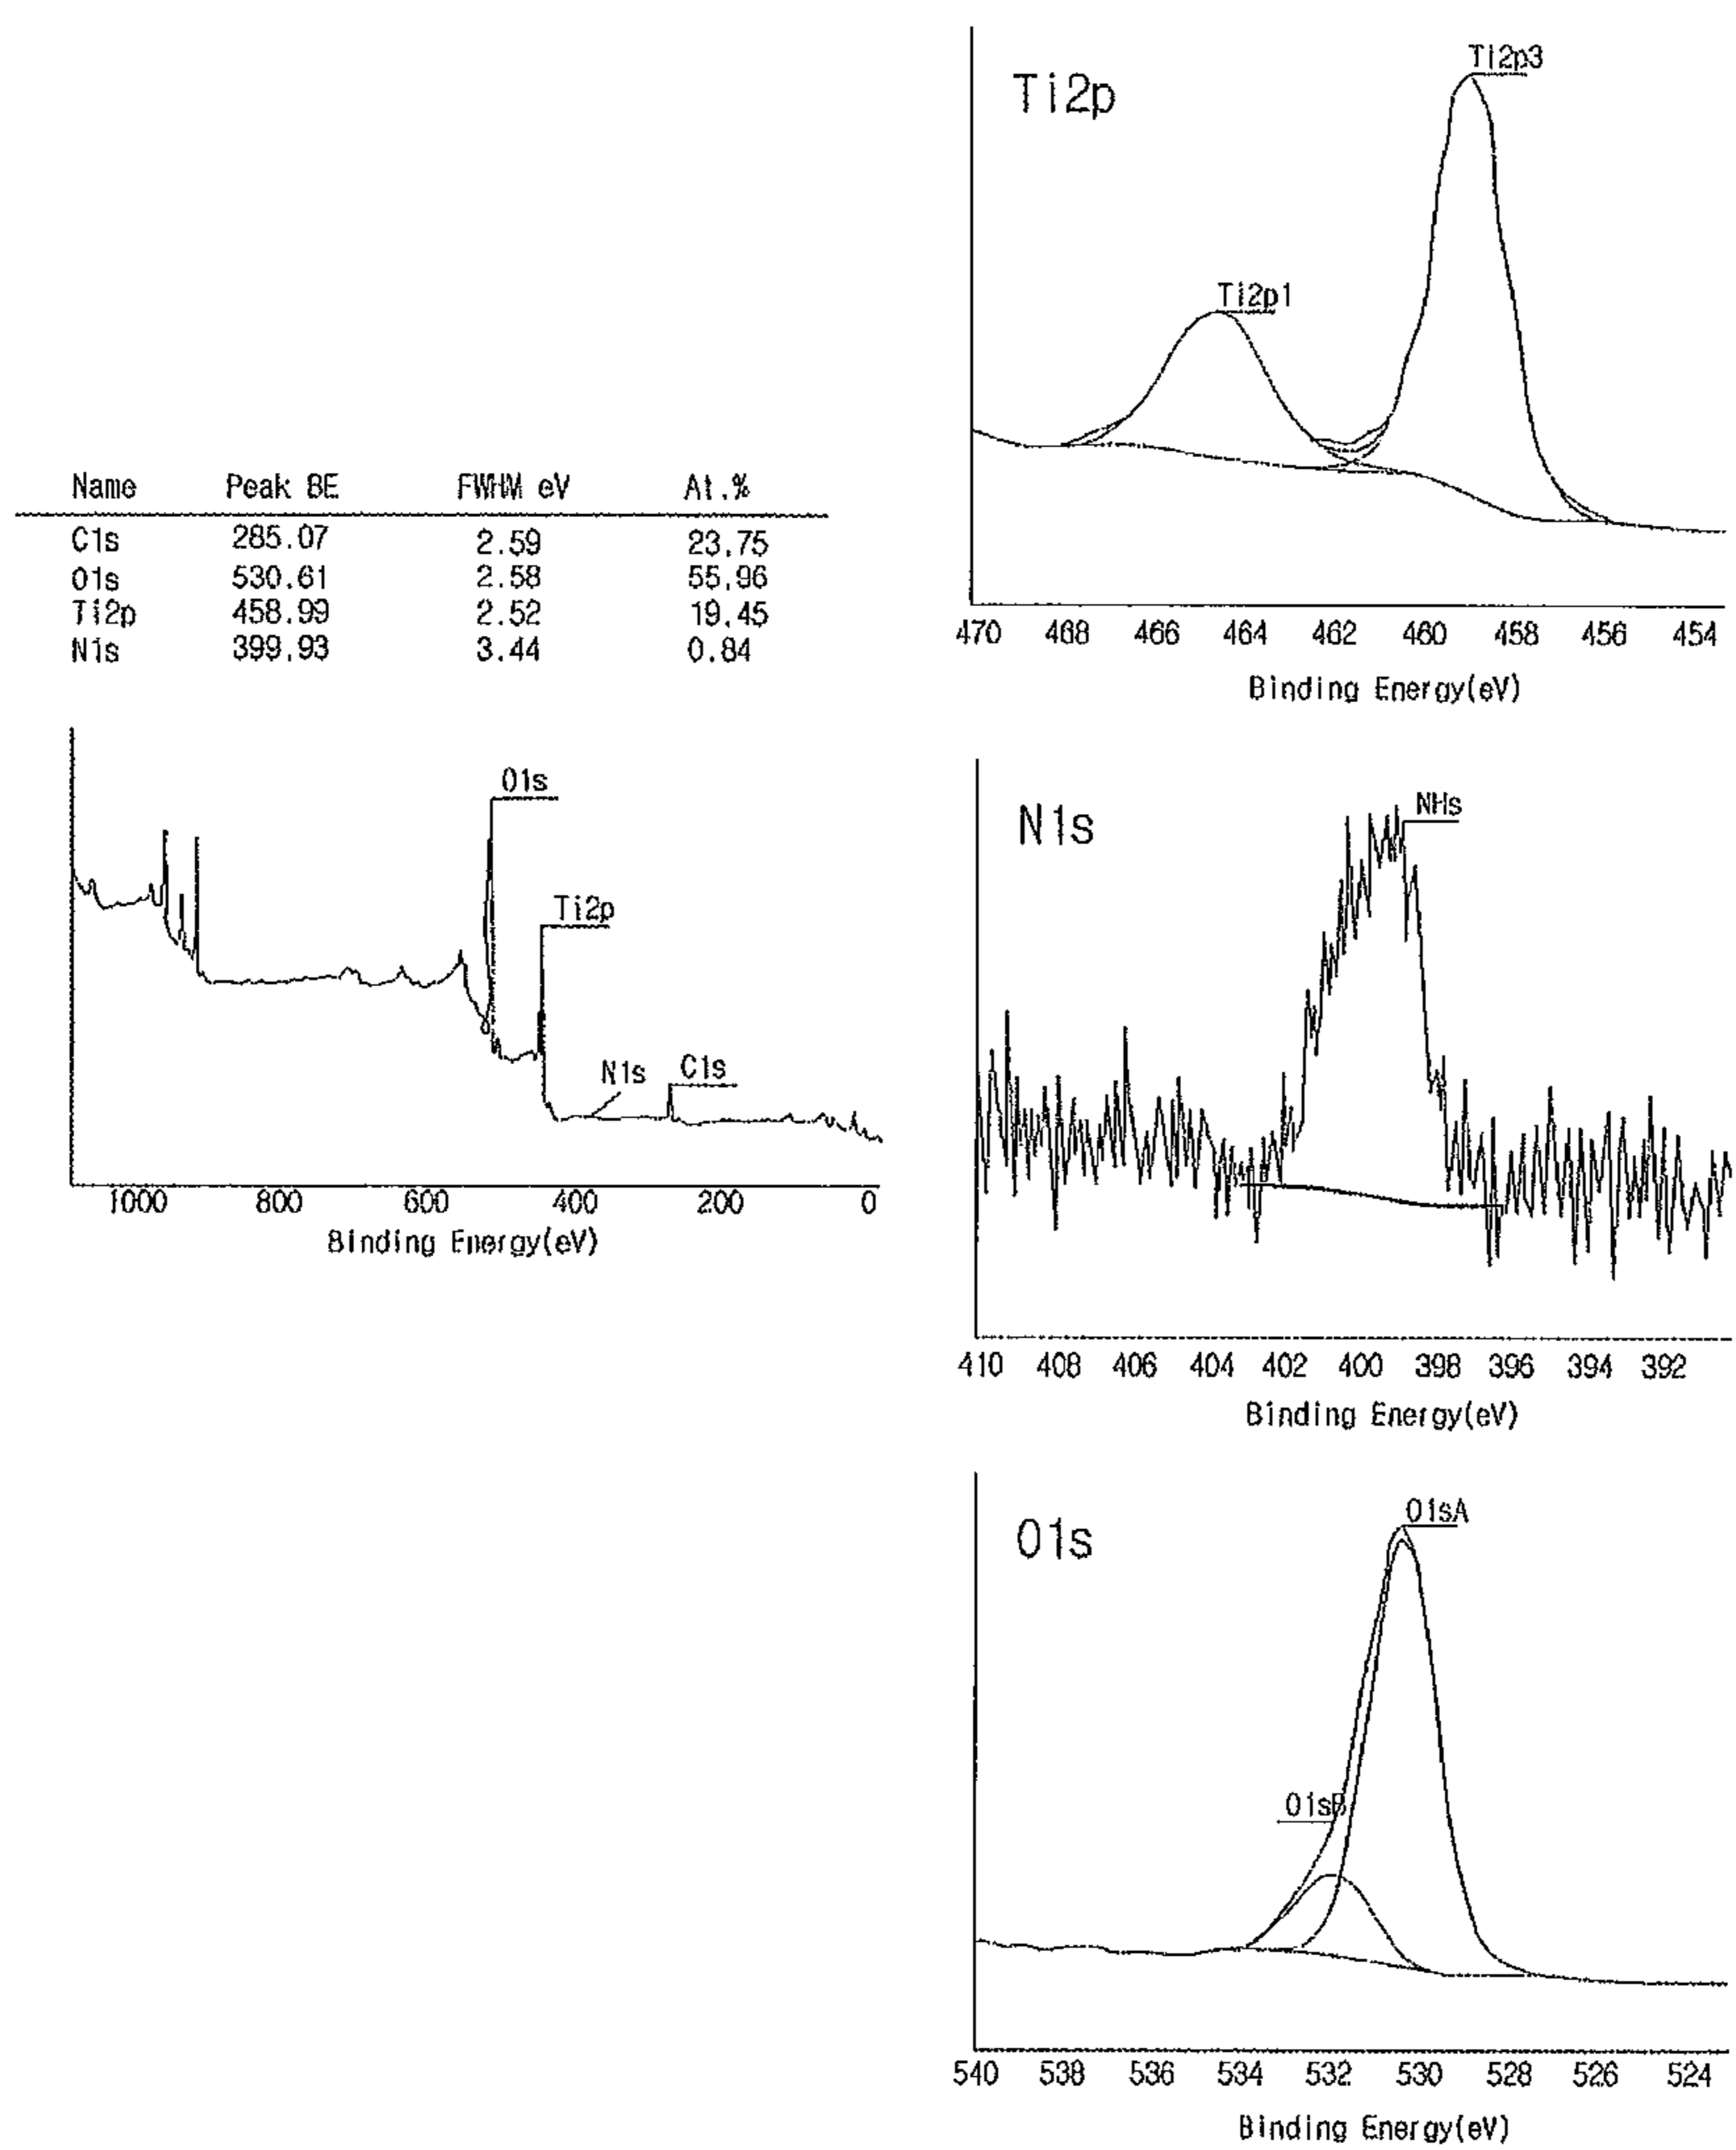 Name Peak BE FWHM eV At.%
C1s 285.07 2.59 23.75
O1s 530.61 2.58 55.96
Ti2p 458.99 2.52 19.45
N1s 399.93 3.44 0.84
O1s
Ti2p
N1s
C1s
1000 800 600 400 200 0
Binding Energy(eV)
Ti2p
Ti2p3
Ti2p1
470 468 466 464 462 460 458 456 454
Binding Energy(eV)
N1s
NHs
410 408 406 404 402 400 398 396 394 392
Binding Energy(eV)
O1s
O1sA
O1sB
540 538 536 534 532 530 528 526 524
Binding Energy(eV)